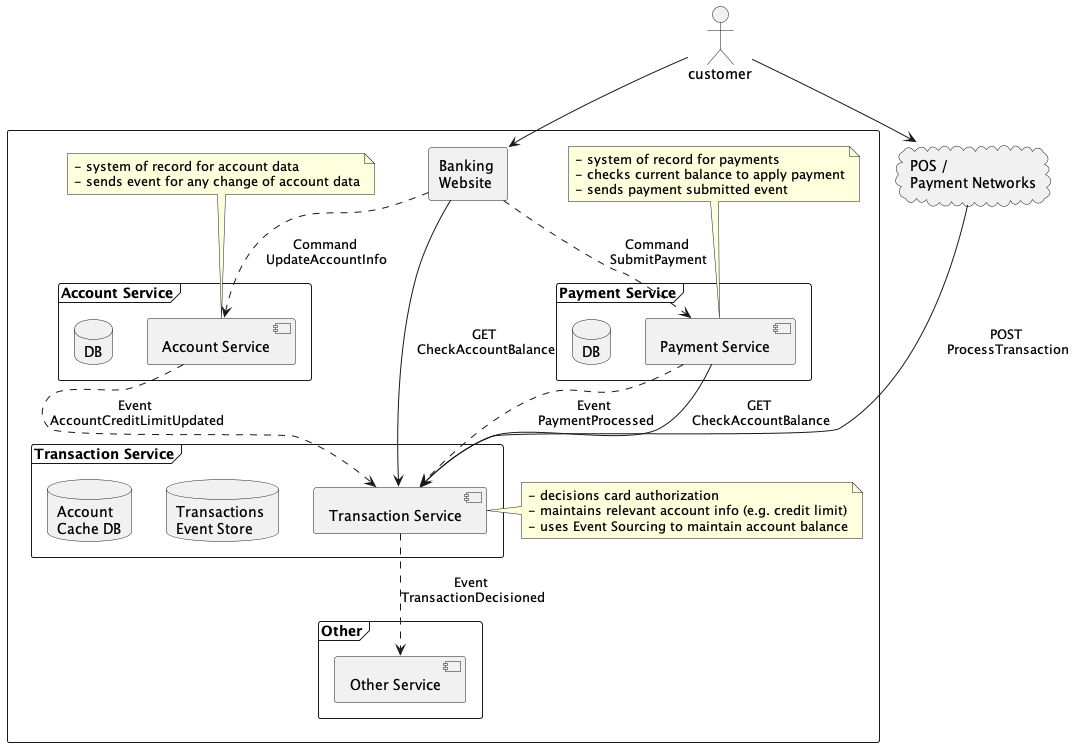 customer
- system of record for account data
- sends event for any change of account data
Banking
Website
- system of record for payments
- checks current balance to apply payment
- sends payment submitted event
POS /
Payment Networks
Command
UpdateAccountInfo
Command
SubmitPayment
Account Service
DB
Account Service
GET
CheckAccountBalance
Payment Service
DB
Payment Service
POST
ProcessTransaction
Event
AccountCreditLimitUpdated
Event
PaymentProcessed
GET
CheckAccountBalance
Transaction Service
Account
Cache DB
Transactions
Event Store
Transaction Service
- decisions card authorization
- maintains relevant account info (e.g. credit limit)
- uses Event Sourcing to maintain account balance
Event
TransactionDecisioned
Other
Other Service